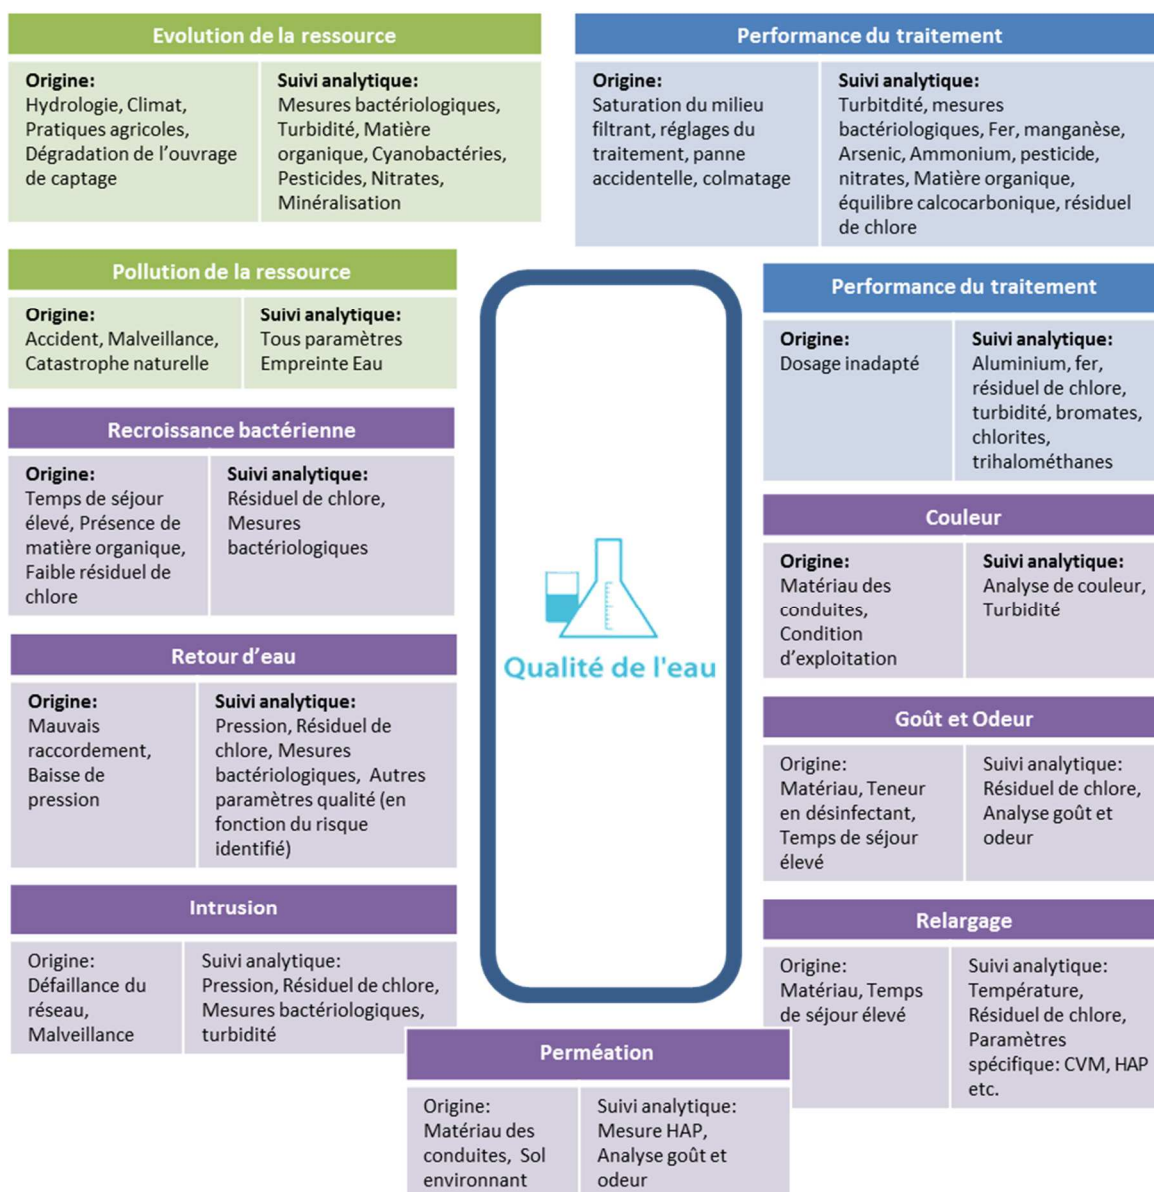 Evolution de la ressource
Origine:
Hydrologie, Climat,
Pratiques agricoles,
Dégradation de l’ouvrage
de captage
Suivi analytique:
Mesures bactériologiques,
Turbidité, Matière
organique, Cyanobactéries,
Pesticides, Nitrates,
Minéralisation
Performance du traitement
Origine:
Saturation du milieu
filtrant, réglages du
traitement, panne
accidentelle, colmatage
Suivi analytique:
Turbitdité, mesures
bactériologiques, Fer, manganèse,
Arsenic, Ammonium, pesticide,
nitrates, Matière organique,
équilibre calcocarbonique, résiduel
de chlore
Pollution de la ressource
Origine:
Accident, Malveillance,
Catastrophe naturelle
Suivi analytique:
Tous paramètres
Empreinte Eau
Performance du traitement
Origine:
Dosage inadapté
Suivi analytique:
Aluminium, fer,
résiduel de chlore,
turbidité, bromates,
chlorites,
trihalométhanes
Recroissance bactérienne
Origine:
Temps de séjour
élevé, Présence de
matière organique,
Faible résiduel de
chlore
Suivi analytique:
Résiduel de chlore,
Mesures
bactériologiques
Couleur
Origine:
Matériau des
conduites,
Condition
d’exploitation
Suivi analytique:
Analyse de couleur,
Turbidité
Qualité de l'eau
Retour d’eau
Origine:
Mauvais
raccordement,
Baisse de
pression
Suivi analytique:
Pression, Résiduel de
chlore, Mesures
bactériologiques, Autres
paramètres qualité (en
fonction du risque
identifié)
Goût et Odeur
Origine:
Matériau, Teneur
en désinfectant,
Temps de séjour
élevé
Suivi analytique:
Résiduel de chlore,
Analyse goût et
odeur
Intrusion
Origine:
Défaillance du
réseau,
Malveillance
Suivi analytique:
Pression, Résiduel de chlore,
Mesures bactériologiques,
turbidité
Relargage
Origine:
Matériau, Temps
de séjour élevé
Suivi analytique:
Température,
Résiduel de chlore,
Paramètres
spécifique: CVM, HAP
etc.
Perméation
Origine:
Matériau des
conduites, Sol
environnant
Suivi analytique:
Mesure HAP,
Analyse goût et
odeur